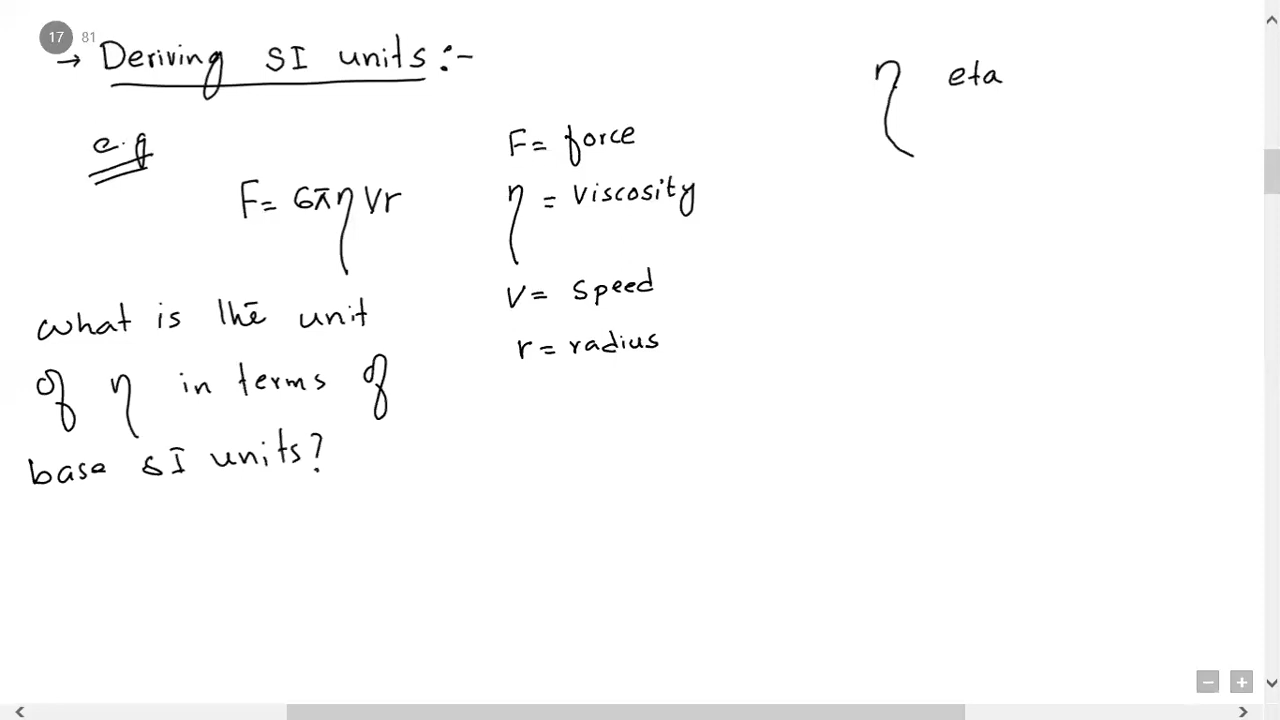 17 81
→ Deriving SI units :-
η eta
e.g
F = 6πηvr
F = force
η = viscosity
v = speed
r = radius
what is the unit
of η in terms of
base SI units?